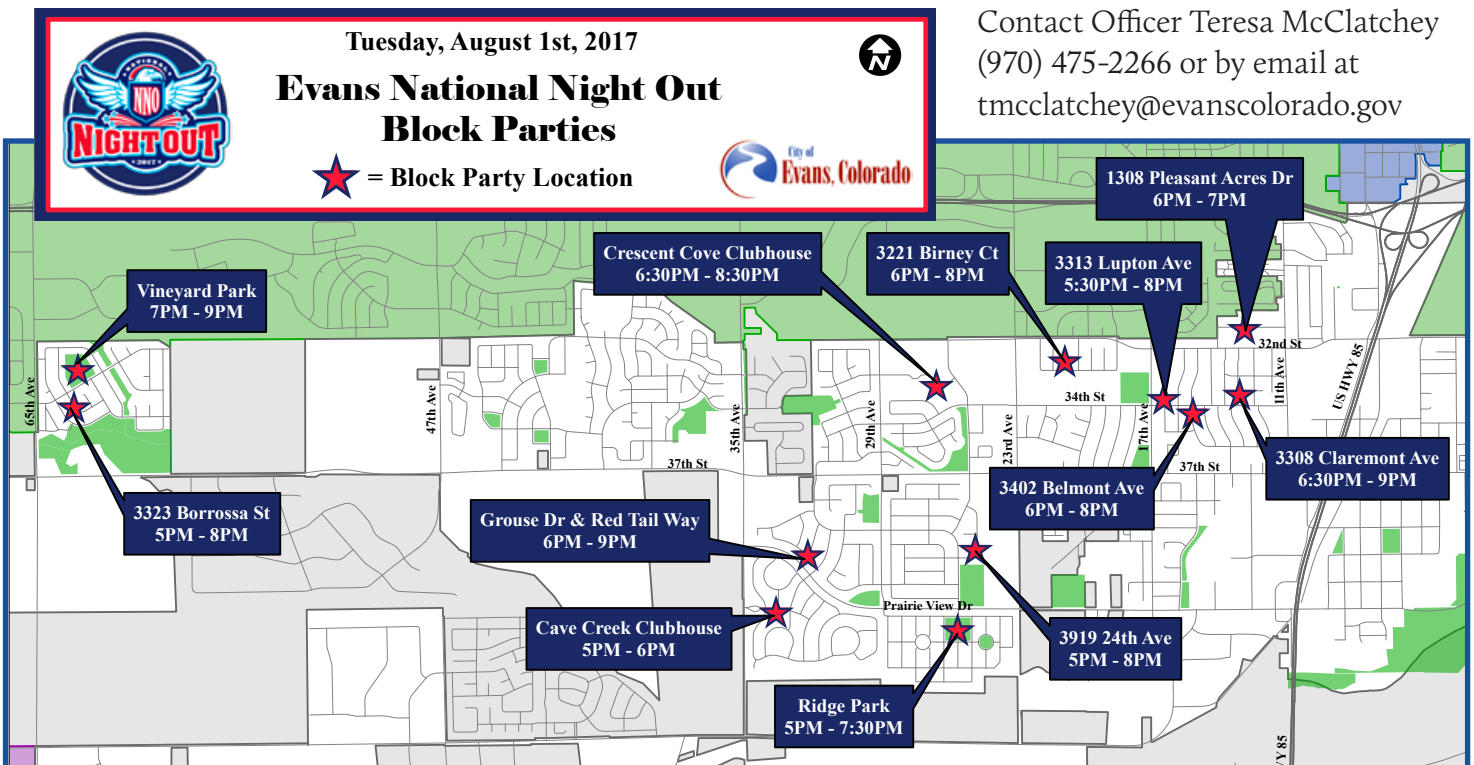 Tuesday, August 1st, 2017
Evans National Night Out
Block Parties
= Block Party Location
NATIONAL
NNO
NIGHT OUT
• 2017 •
N
City of
Evans, Colorado
Contact Officer Teresa McClatchey
(970) 475-2266 or by email at
tmcclatchey@evanscolorado.gov
1308 Pleasant Acres Dr
6PM - 7PM
Crescent Cove Clubhouse
6:30PM - 8:30PM
3221 Birney Ct
6PM - 8PM
3313 Lupton Ave
5:30PM - 8PM
Vineyard Park
7PM - 9PM
32nd St
65th Ave
47th Ave
35th Ave
29th Ave
23rd Ave
34th St
17th Ave
11th Ave
US HWY 85
37th St
37th St
3308 Claremont Ave
6:30PM - 9PM
3402 Belmont Ave
6PM - 8PM
3323 Borrossa St
5PM - 8PM
Grouse Dr & Red Tail Way
6PM - 9PM
Prairie View Dr
Cave Creek Clubhouse
5PM - 6PM
3919 24th Ave
5PM - 8PM
Ridge Park
5PM - 7:30PM